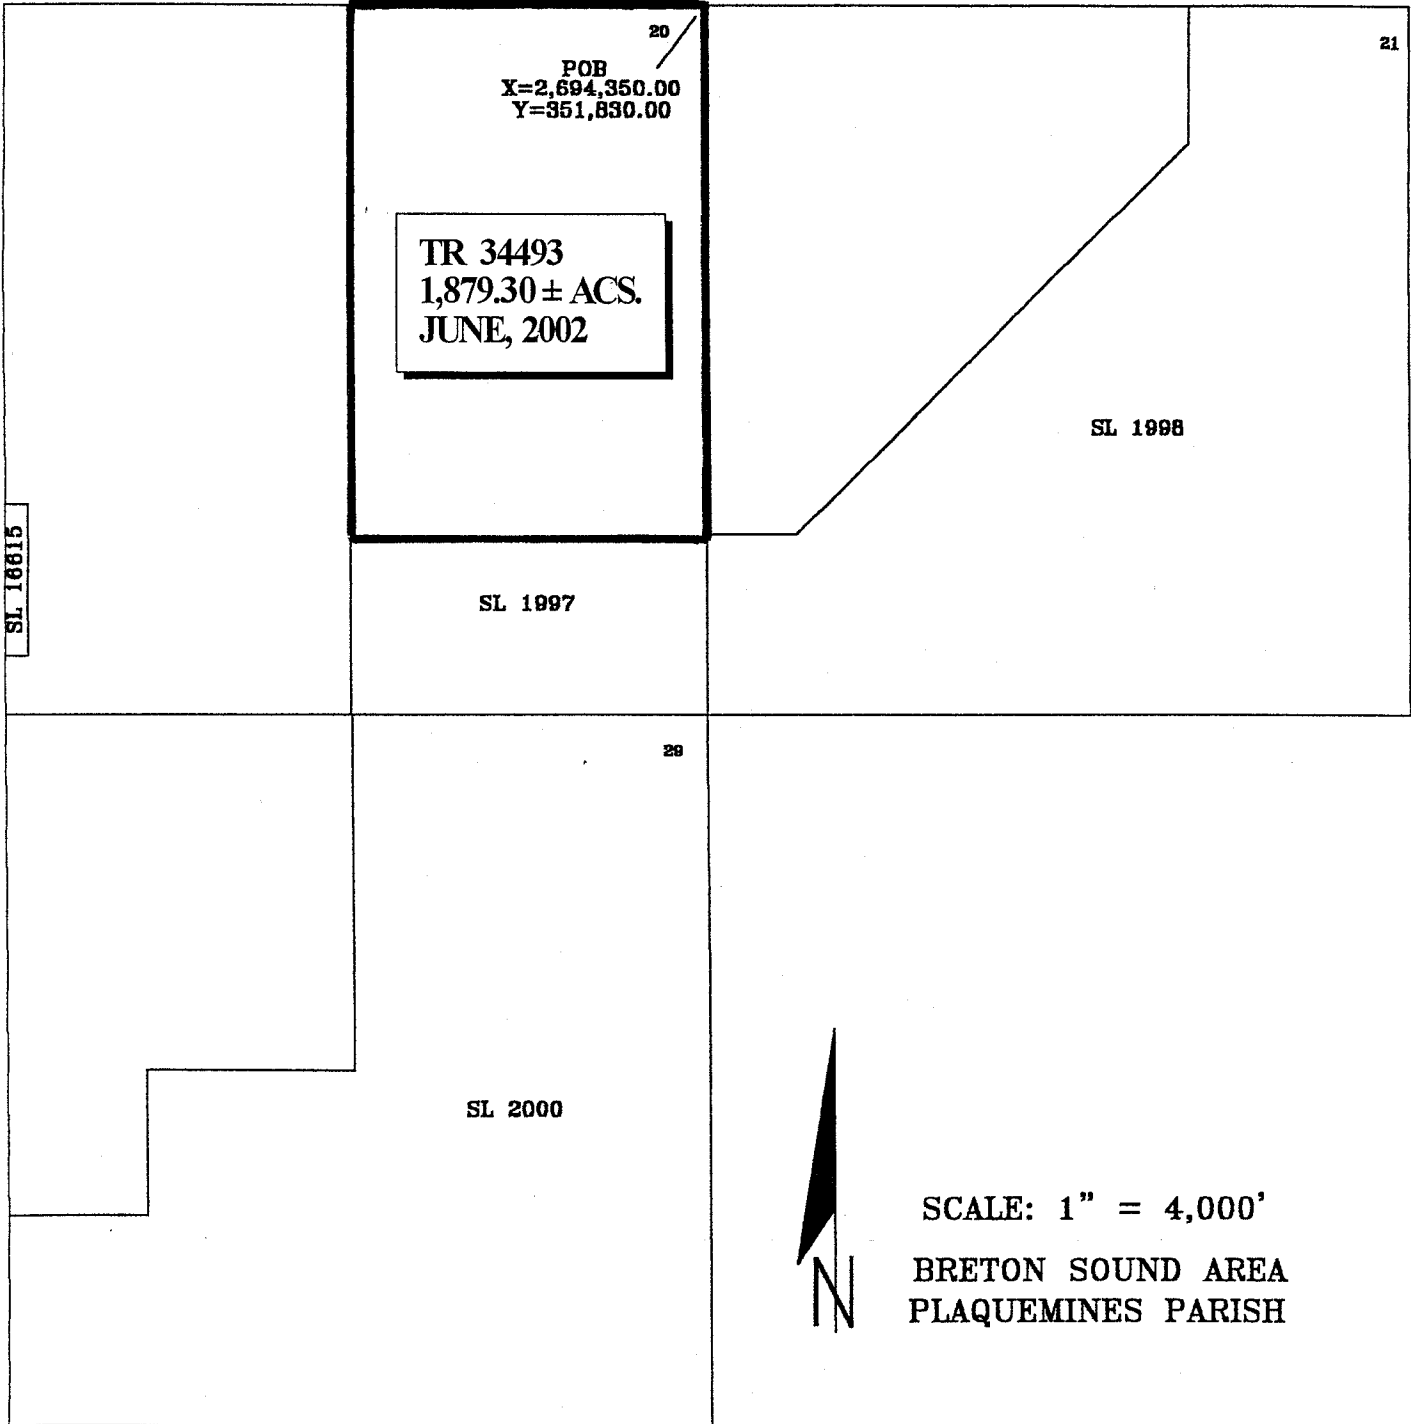 20
21
POB
X=2,694,350.00
Y=351,830.00
TR 34493
1,879.30 ± ACS.
JUNE, 2002
SL 1998
SL 16615
SL 1997
29
SL 2000
SCALE: 1" = 4,000'
BRETON SOUND AREA
PLAQUEMINES PARISH
N